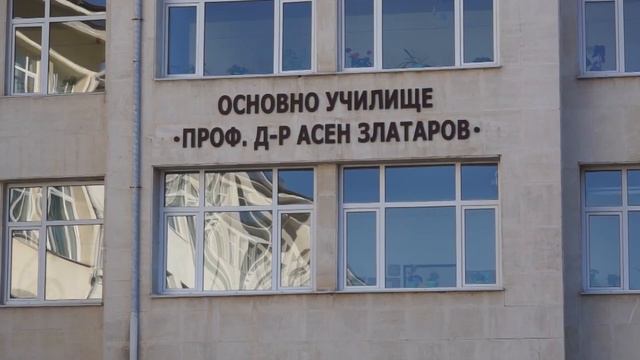 ОСНОВНО УЧИЛИЩЕ
·ПРОФ. Д-Р АСЕН ЗЛАТАРОВ·